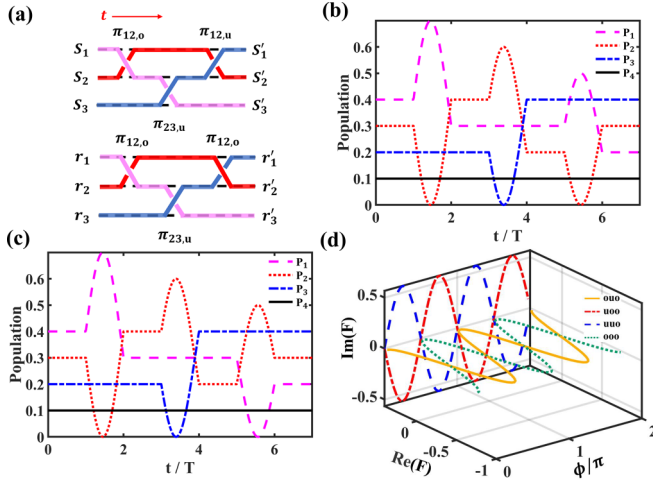 (a)
t
π12,o π12,u
S1 S′1
S2 S′2
S3 S′3
π23,u
π12,o π12,o
r1 r′1
r2 r′2
r3 r′3
π23,u
(b)
Population
0.7
0.6
0.5
0.4
0.3
0.2
0.1
0
0 2 4 6
t / T
P1
P2
P3
P4
(c)
Population
0.6
0.4
0.3
0.2
0.1
0
0 2 4 6
t / T
P1
P2
P3
P4
(d)
Im(F)
0.5
0
-0.5
0
-0.5
-1
Re(F)
0
1
2
ϕ|π
ouo
uoo
uuo
ooo